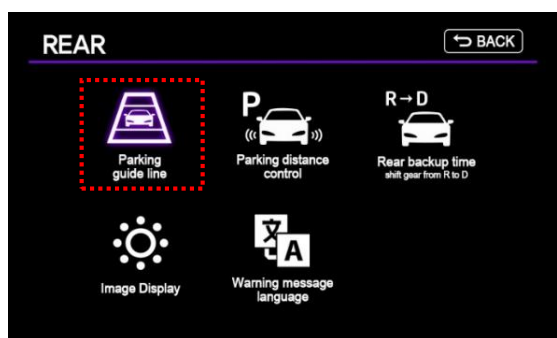 REAR
BACK
Parking
guide line
P
Parking distance
control
R→D
Rear backup time
shift gear from R to D
Image Display
文
A
Warning message
language